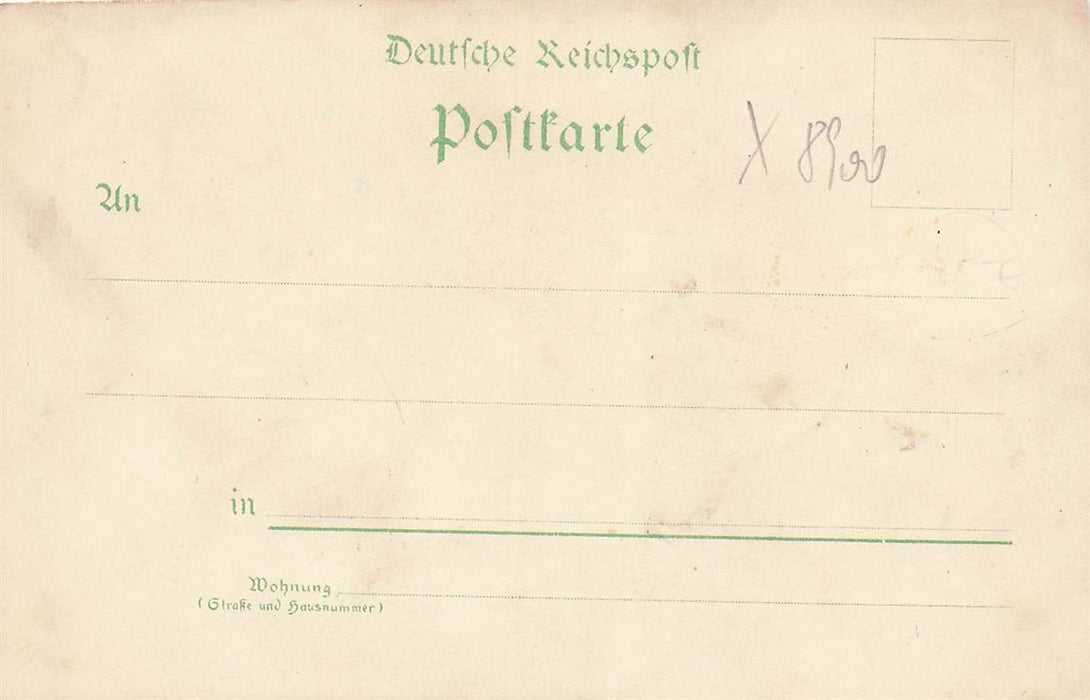 Deutſche Reichspoſt
Poſtkarte
An
in
Wohnung
(Straße und Hausnummer)